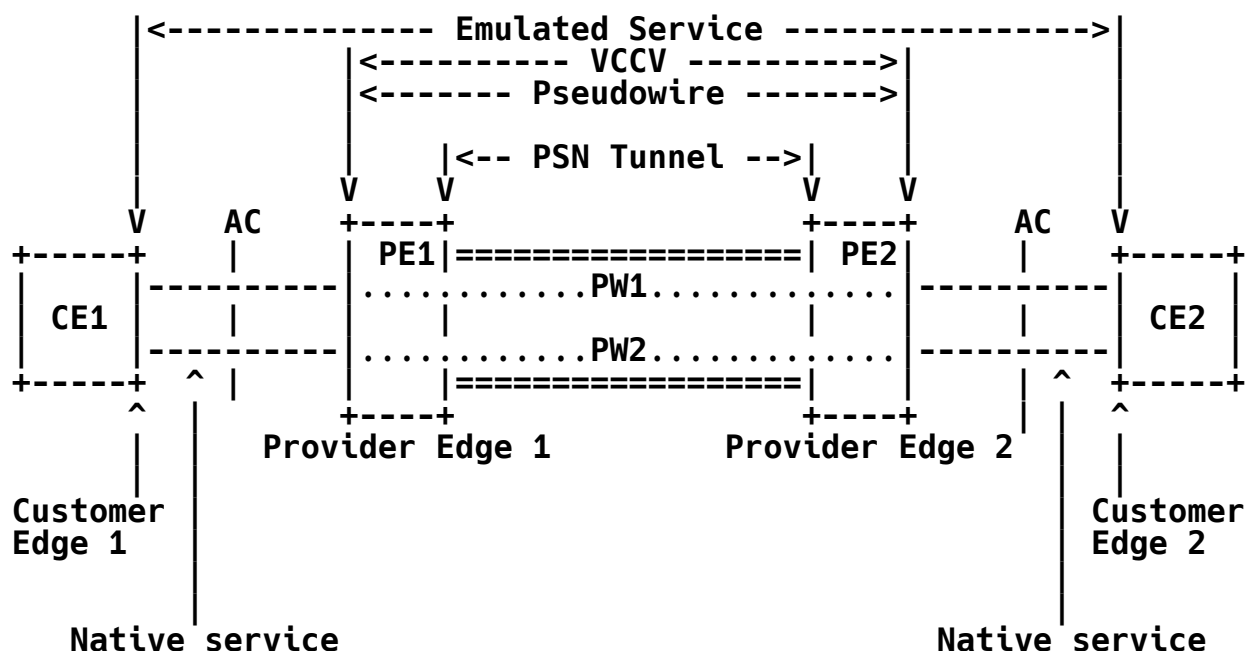 |<-------------- Emulated Service ---------------->|
|<---------- VCCV ---------->|
|<------- Pseudowire ------->|
|<-- PSN Tunnel -->|
V V V V
V AC +----+ +----+ AC V
+-----+ | | PE1|==================| PE2| | +-----+
| |----------|............PW1.............|----------| |
| CE1 | | | | | | | | CE2 |
| |----------|............PW2.............|----------| |
+-----+ ^ | | |==================| | | ^ +-----+
^ | +----+ +----+ | | ^
| | Provider Edge 1 Provider Edge 2 | |
Customer | | Customer
Edge 1 | | Edge 2
Native service Native service